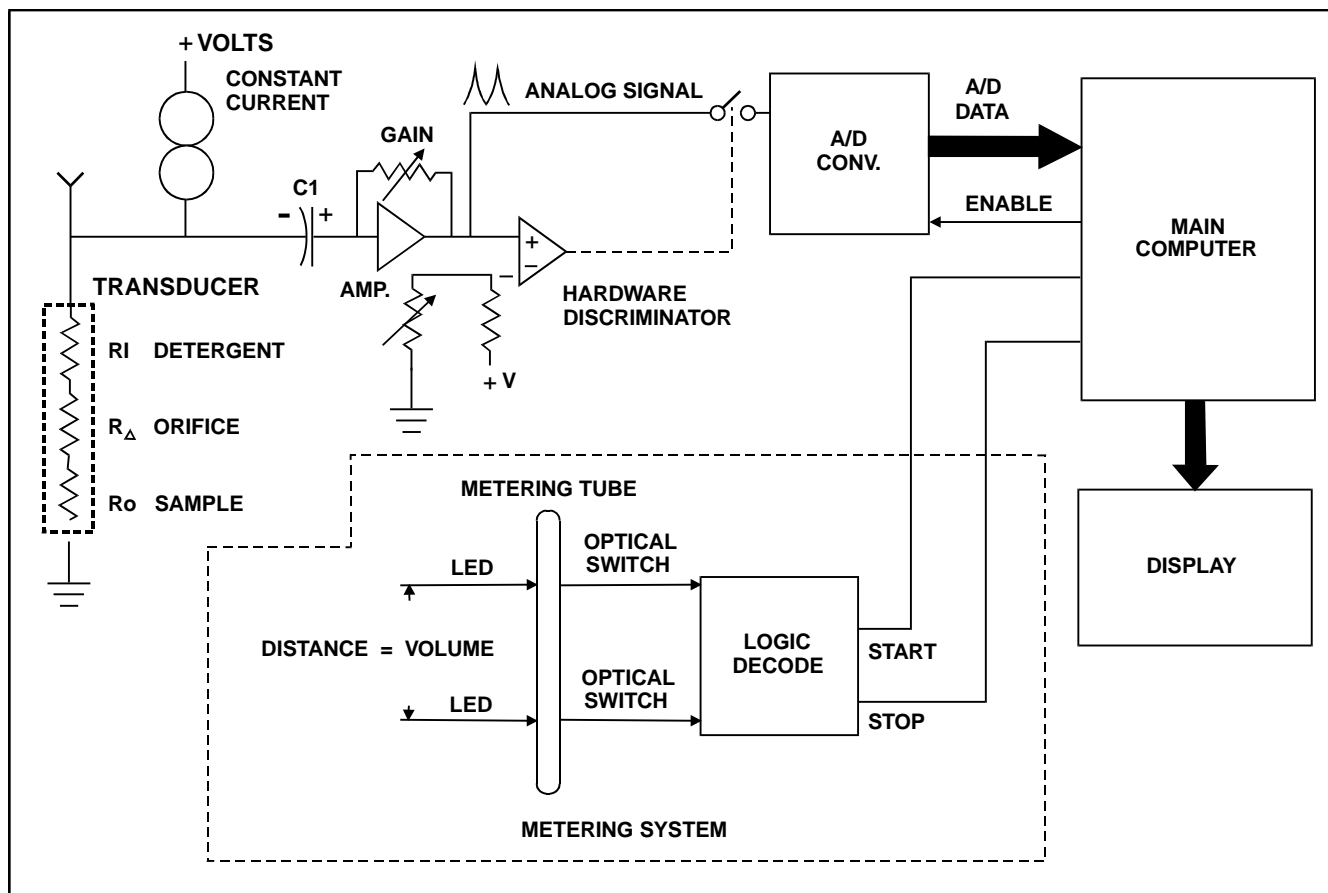 + VOLTS
CONSTANT
CURRENT
ANALOG SIGNAL
GAIN
C1
- +
AMP.
+
−
−
+ V
HARDWARE
DISCRIMINATOR
A/D
CONV.
A/D
DATA
ENABLE
MAIN
COMPUTER
TRANSDUCER
RI DETERGENT
R△ ORIFICE
Ro SAMPLE
METERING TUBE
LED
OPTICAL
SWITCH
DISTANCE = VOLUME
LED
OPTICAL
SWITCH
LOGIC
DECODE
START
STOP
METERING SYSTEM
DISPLAY